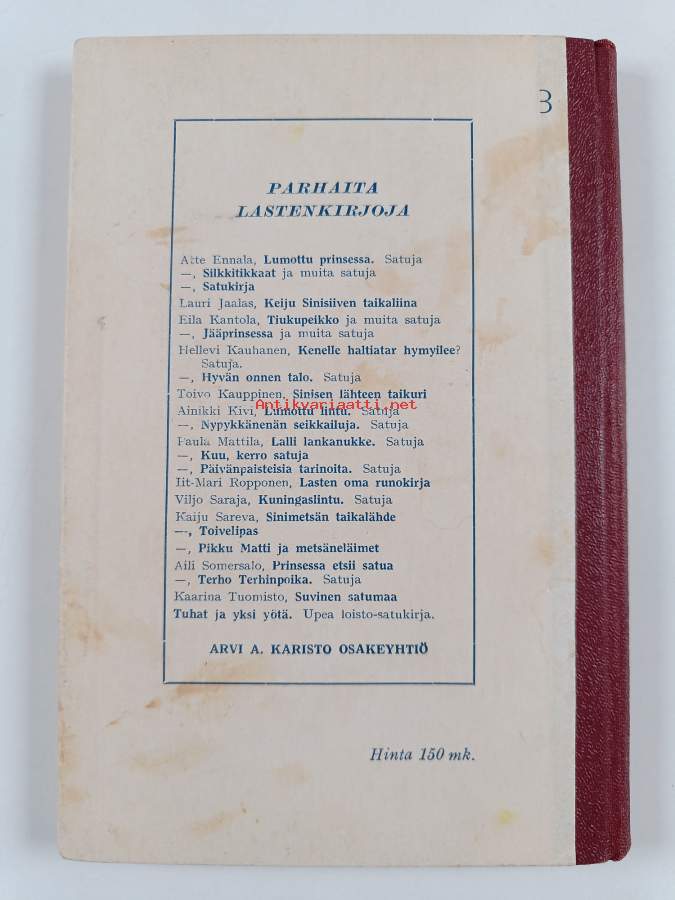 3
PARHAITA
LASTENKIRJOJA
Atte Ennala, Lumottu prinsessa. Satuja
—, Silkkitikkaat ja muita satuja
—, Satukirja
Lauri Jaalas, Keiju Sinisiiven taikaliina
Eila Kantola, Tiukupeikko ja muita satuja
—, Jääprinsessa ja muita satuja
Hellevi Kauhanen, Kenelle haltiatar hymyilee?
Satuja.
—, Hyvän onnen talo. Satuja
Toivo Kauppinen, Sinisen lähteen taikuri
Antikvariaatti.net
Ainikki Kivi, Lumottu lintu. Satuja
—, Nypykkänenän seikkailuja. Satuja
Paula Mattila, Lalli lankanukke. Satuja
—, Kuu, kerro satuja
—, Päivänpaisteisia tarinoita. Satuja
Iit-Mari Ropponen, Lasten oma runokirja
Viljo Saraja, Kuningaslintu. Satuja
Kaiju Sareva, Sinimetsän taikalähde
—, Toivelipas
—, Pikku Matti ja metsäneläimet
Aili Somersalo, Prinsessa etsii satua
—, Terho Terhinpoika. Satuja
Kaarina Tuomisto, Suvinen satumaa
Tuhat ja yksi yötä. Upea loisto-satukirja.
ARVI A. KARISTO OSAKEYHTIÖ
Hinta 150 mk.